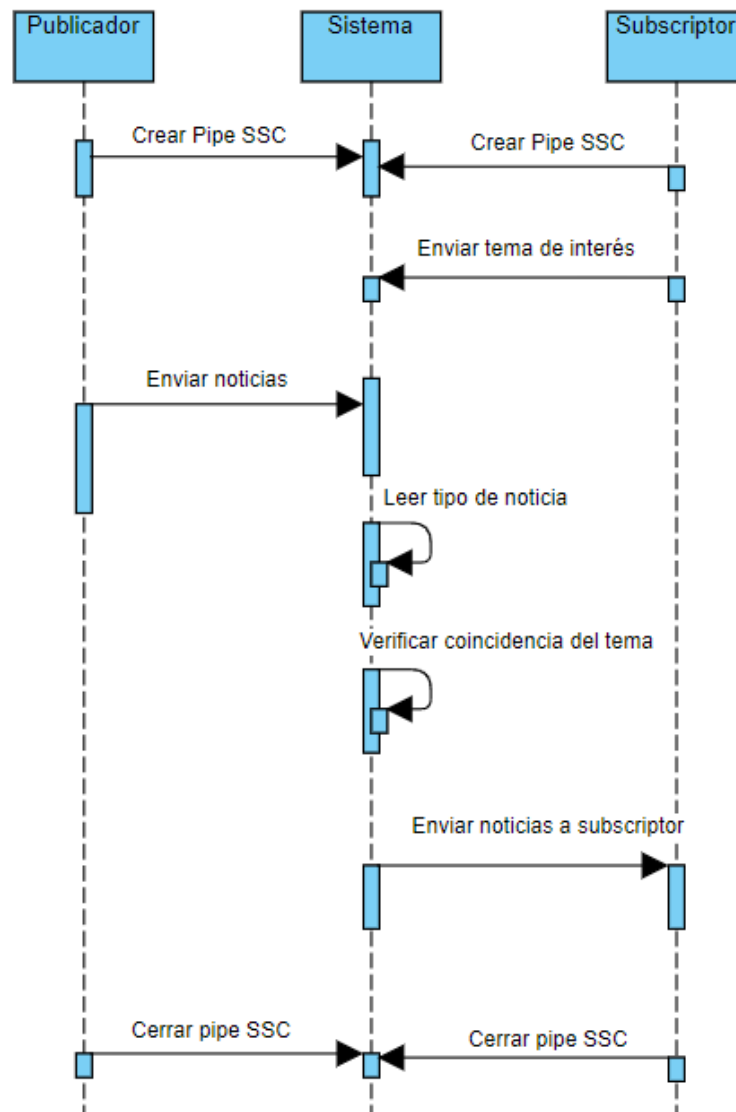 Publicador
Sistema
Subscriptor
Crear Pipe SSC
Crear Pipe SSC
Enviar tema de interés
Enviar noticias
Leer tipo de noticia
Verificar coincidencia del tema
Enviar noticias a subscriptor
Cerrar pipe SSC
Cerrar pipe SSC